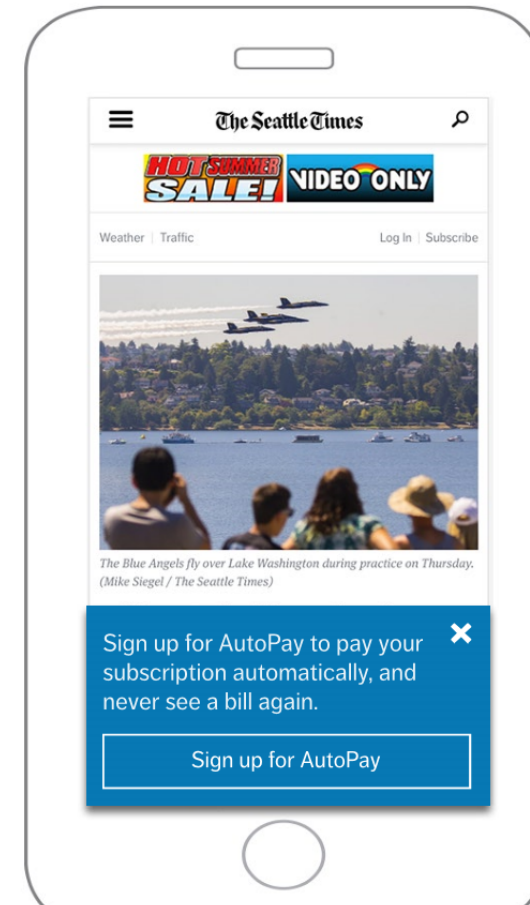 The Seattle Times
HOT SUMMER
SALE!
VIDEO ONLY
Weather | Traffic
Log In | Subscribe
The Blue Angels fly over Lake Washington during practice on Thursday.
(Mike Siegel / The Seattle Times)
Sign up for AutoPay to pay your
subscription automatically, and
never see a bill again.
Sign up for AutoPay